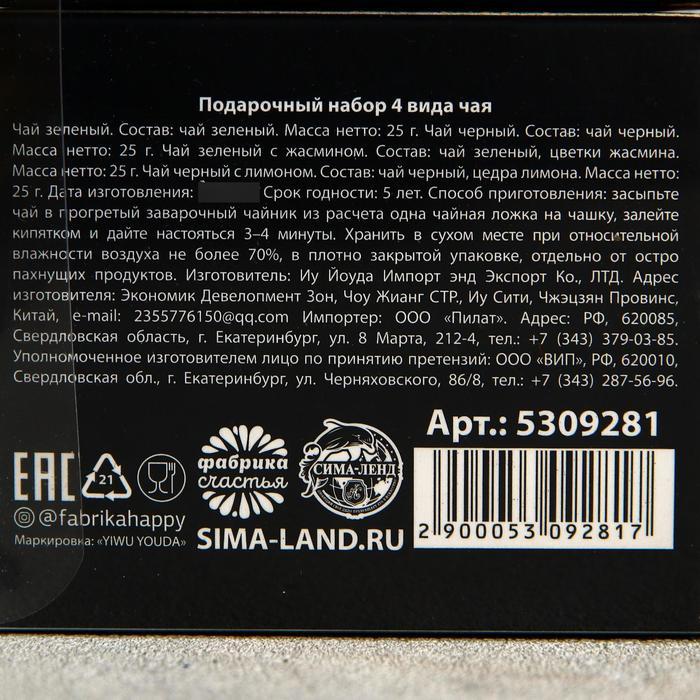 Подарочный набор 4 вида чая
Чай зеленый. Состав: чай зеленый. Масса нетто: 25 г. Чай черный. Состав: чай черный.
Масса нетто: 25 г. Чай зеленый с жасмином. Состав: чай зеленый, цветки жасмина.
Масса нетто: 25 г. Чай черный с лимоном. Состав: чай черный, цедра лимона. Масса нетто:
25 г. Дата изготовления: Срок годности: 5 лет. Способ приготовления: засыпьте
чай в прогретый заварочный чайник из расчета одна чайная ложка на чашку, залейте
кипятком и дайте настояться 3–4 минуты. Хранить в сухом месте при относительной
влажности воздуха не более 70%, в плотно закрытой упаковке, отдельно от остро
пахнущих продуктов. Изготовитель: Иу Йоуда Импорт энд Экспорт Ко., ЛТД. Адрес
изготовителя: Экономик Девелопмент Зон, Чоу Жианг СТР., Иу Сити, Чжэцзян Провинс,
Китай, e-mail: 2355776150@qq.com Импортер: ООО «Пилат». Адрес: РФ, 620085,
Свердловская область, г. Екатеринбург, ул. 8 Марта, 212-4, тел.: +7 (343) 379-03-85.
Уполномоченное изготовителем лицо по принятию претензий: ООО «ВИП», РФ, 620010,
Свердловская обл., г. Екатеринбург, ул. Черняховского, 86/8, тел.: +7 (343) 287-56-96.
Арт.: 5309281
EAC 21
фабрика
счастья
СИМА-ЛЕНД
@fabrikahappy
Маркировка: «YIWU YOUDA»
SIMA-LAND.RU
2 900053 092817